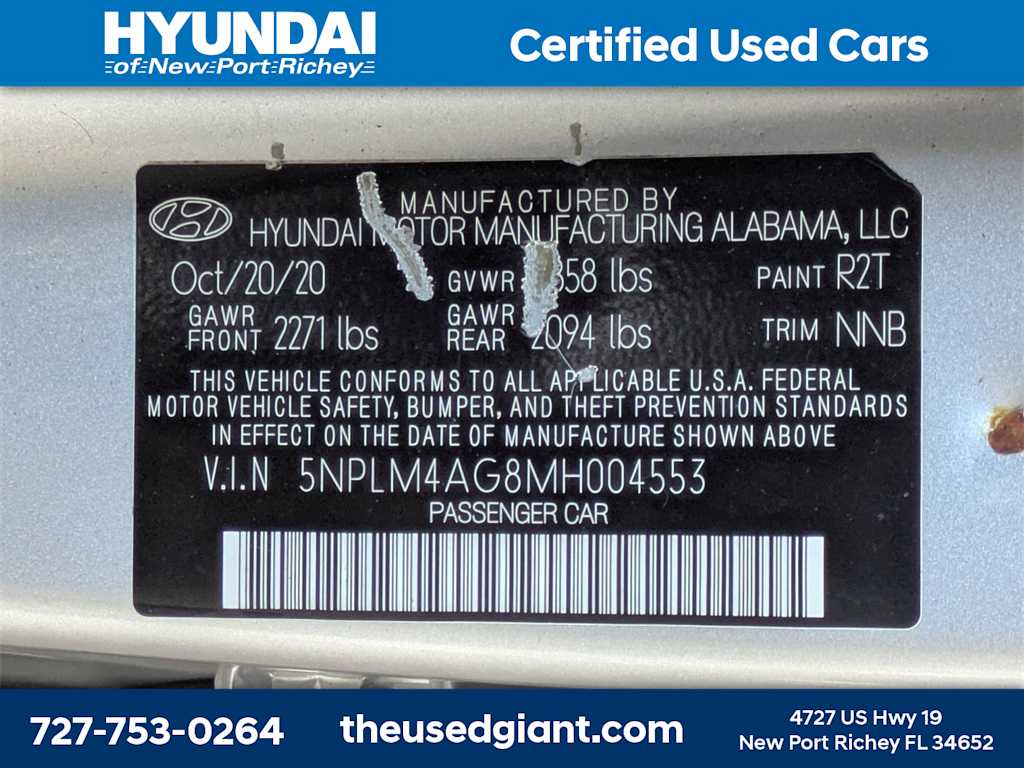 HYUNDAI
of New Port Richey
Certified Used Cars
MANUFACTURED BY
HYUNDAI MOTOR MANUFACTURING ALABAMA, LLC
Oct/20/20 GVWR lbs PAINT R2T
GAWR FRONT 2271 lbs GAWR REAR 2094 lbs TRIM NNB
THIS VEHICLE CONFORMS TO ALL APPLICABLE U.S.A. FEDERAL
MOTOR VEHICLE SAFETY, BUMPER, AND THEFT PREVENTION STANDARDS
IN EFFECT ON THE DATE OF MANUFACTURE SHOWN ABOVE
V.I.N 5NPLM4AG8MH004553
PASSENGER CAR
727-753-0264
theusedgiant.com
4727 US Hwy 19
New Port Richey FL 34652